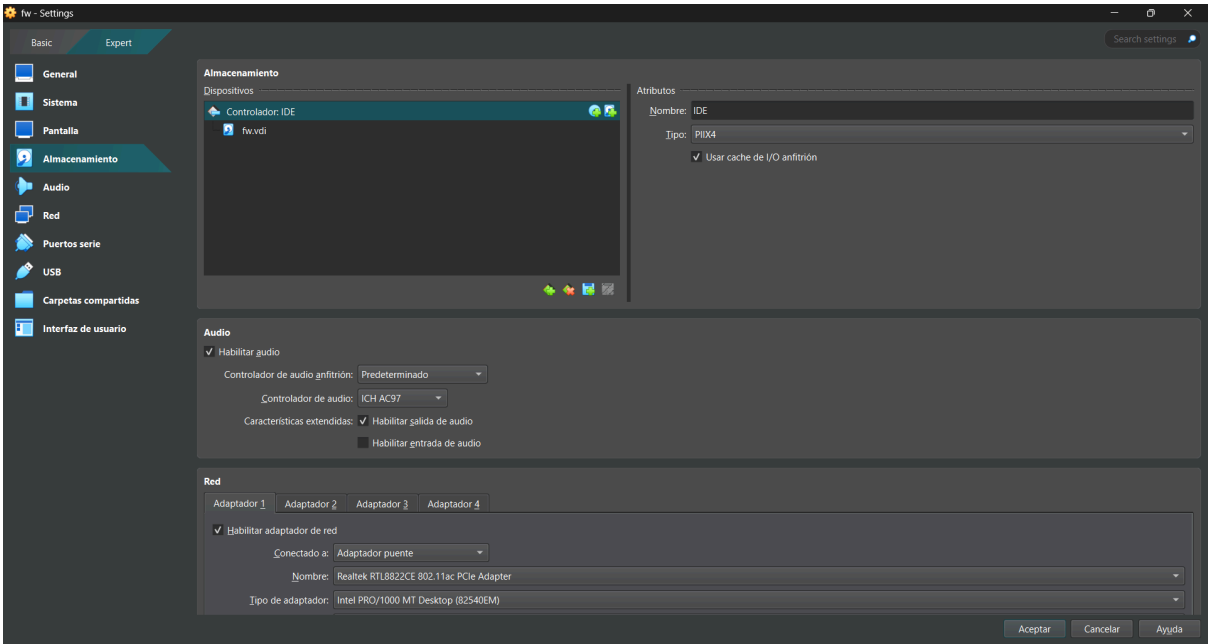 fw - Settings
Basic Expert
Search settings
General
Sistema
Pantalla
Almacenamiento
Audio
Red
Puertos serie
USB
Carpetas compartidas
Interfaz de usuario
Almacenamiento
Dispositivos
Controlador: IDE
fw.vdi
Atributos
Nombre: IDE
Tipo: PIIX4
Usar cache de I/O anfitrión
Audio
Habilitar audio
Controlador de audio anfitrión: Predeterminado
Controlador de audio: ICH AC97
Características extendidas: Habilitar salida de audio
Habilitar entrada de audio
Red
Adaptador 1 Adaptador 2 Adaptador 3 Adaptador 4
Habilitar adaptador de red
Conectado a: Adaptador puente
Nombre: Realtek RTL8822CE 802.11ac PCIe Adapter
Tipo de adaptador: Intel PRO/1000 MT Desktop (82540EM)
Aceptar Cancelar Ayuda